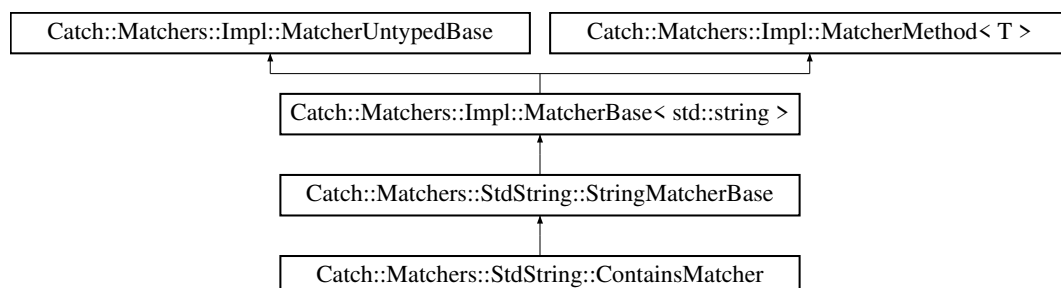 Catch::Matchers::Impl::MatcherUntypedBase
Catch::Matchers::Impl::MatcherMethod< T >
Catch::Matchers::Impl::MatcherBase< std::string >
Catch::Matchers::StdString::StringMatcherBase
Catch::Matchers::StdString::ContainsMatcher